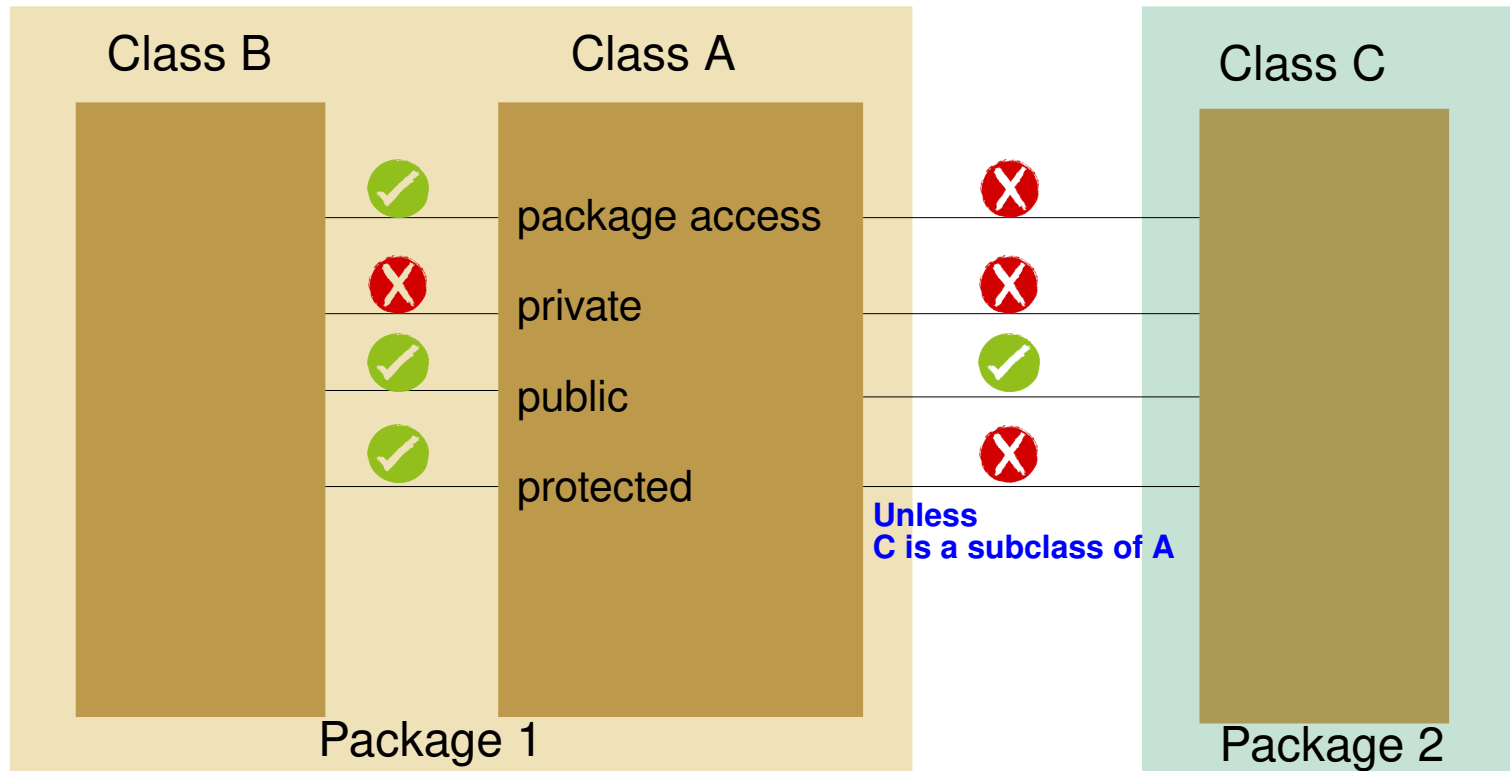 Class B
Class A
Class C
package access
private
public
protected
Unless
C is a subclass of A
Package 1
Package 2